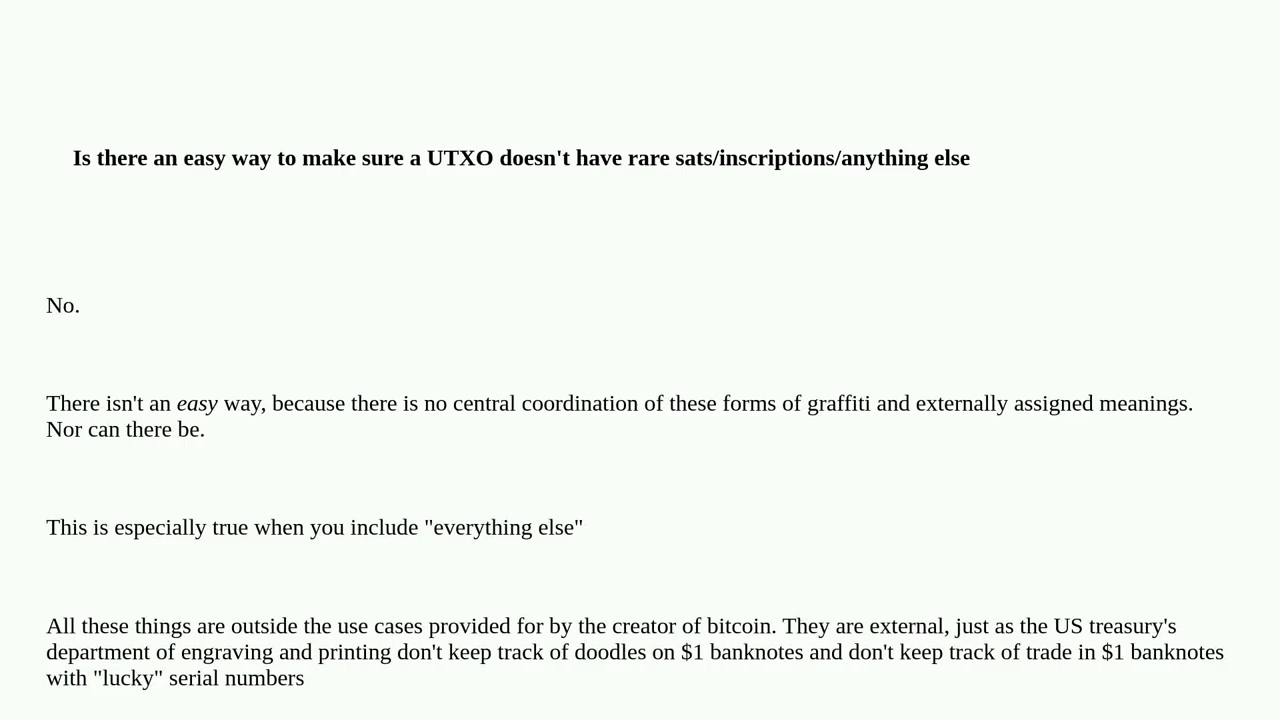 Is there an easy way to make sure a UTXO doesn't have rare sats/inscriptions/anything else
No.
There isn't an easy way, because there is no central coordination of these forms of graffiti and externally assigned meanings.
Nor can there be.
This is especially true when you include "everything else"
All these things are outside the use cases provided for by the creator of bitcoin. They are external, just as the US treasury's
department of engraving and printing don't keep track of doodles on $1 banknotes and don't keep track of trade in $1 banknotes
with "lucky" serial numbers